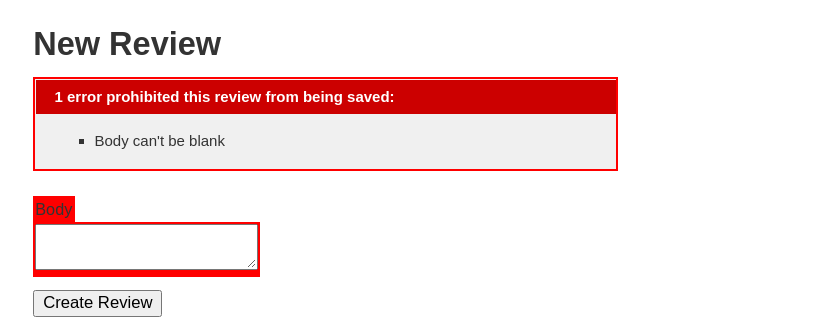 New Review
1 error prohibited this review from being saved:
Body can't be blank
Body
Create Review